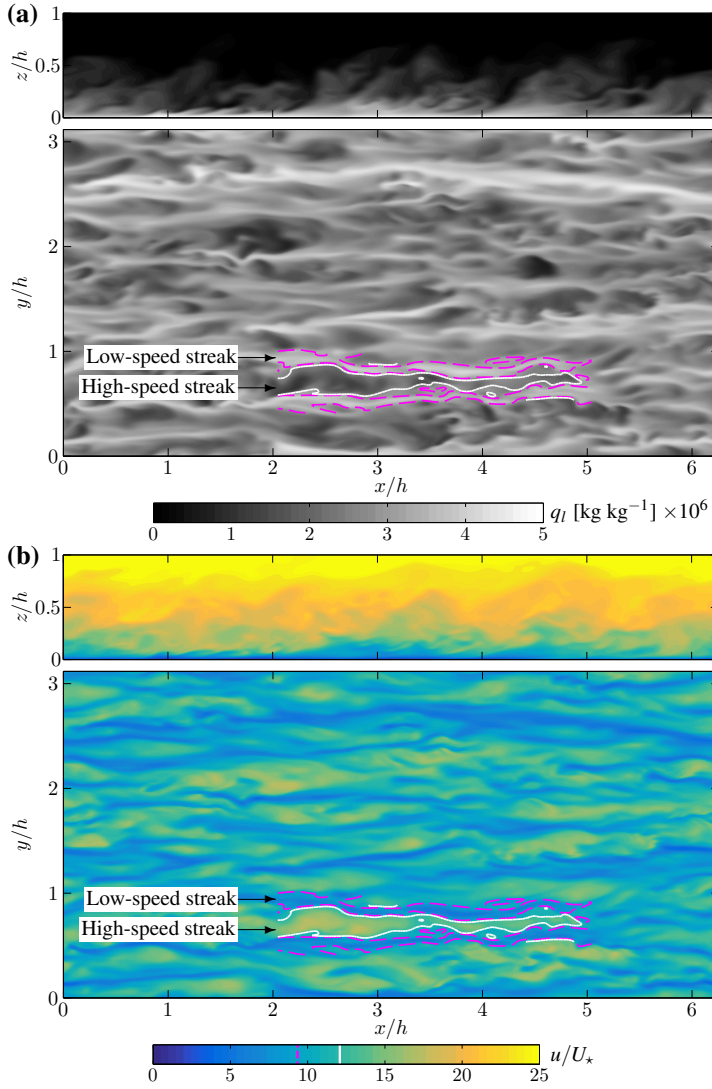 (a)
1
0.5
0
z/h
3
2
1
0
y/h
Low-speed streak
High-speed streak
0 1 2 3 4 5 6
x/h
0 1 2 3 4 5
q_l [kg kg⁻¹] ×10⁶
(b)
1
0.5
0
z/h
3
2
1
0
y/h
Low-speed streak
High-speed streak
0 1 2 3 4 5 6
x/h
0 5 10 15 20 25
u/U⋆